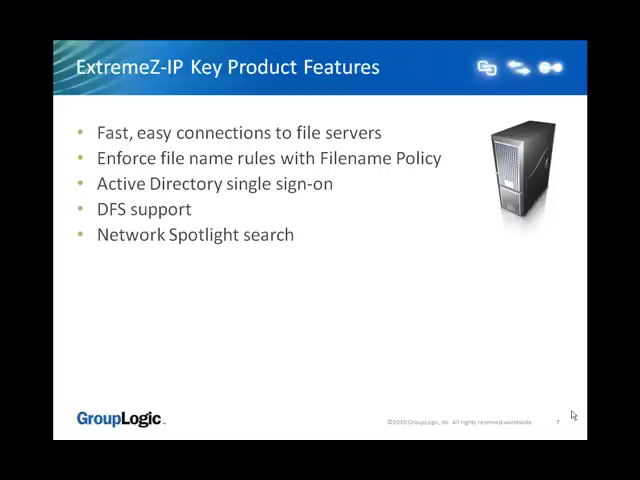 ExtremeZ-IP Key Product Features
• Fast, easy connections to file servers
• Enforce file name rules with Filename Policy
• Active Directory single sign-on
• DFS support
• Network Spotlight search
GroupLogic
©2010 GroupLogic, Inc. All rights reserved worldwide
7